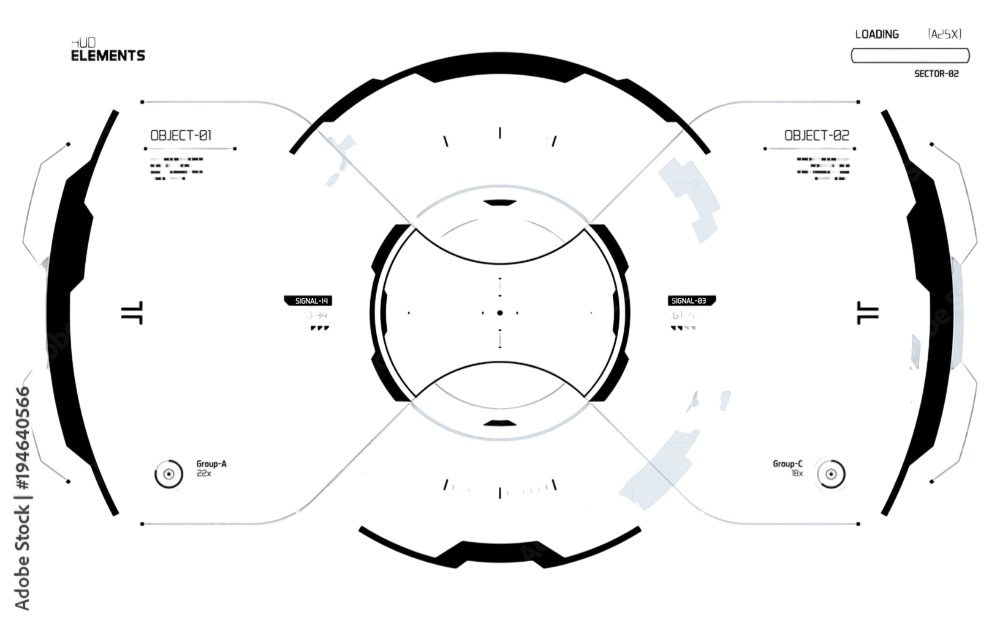 HUD
ELEMENTS
LOADING [A25X]
SECTOR-02
OBJECT-01
OBJECT-02
SIGNAL-14
SIGNAL-03
Group-A
22x
Group-C
18x
Adobe Stock | #194640566